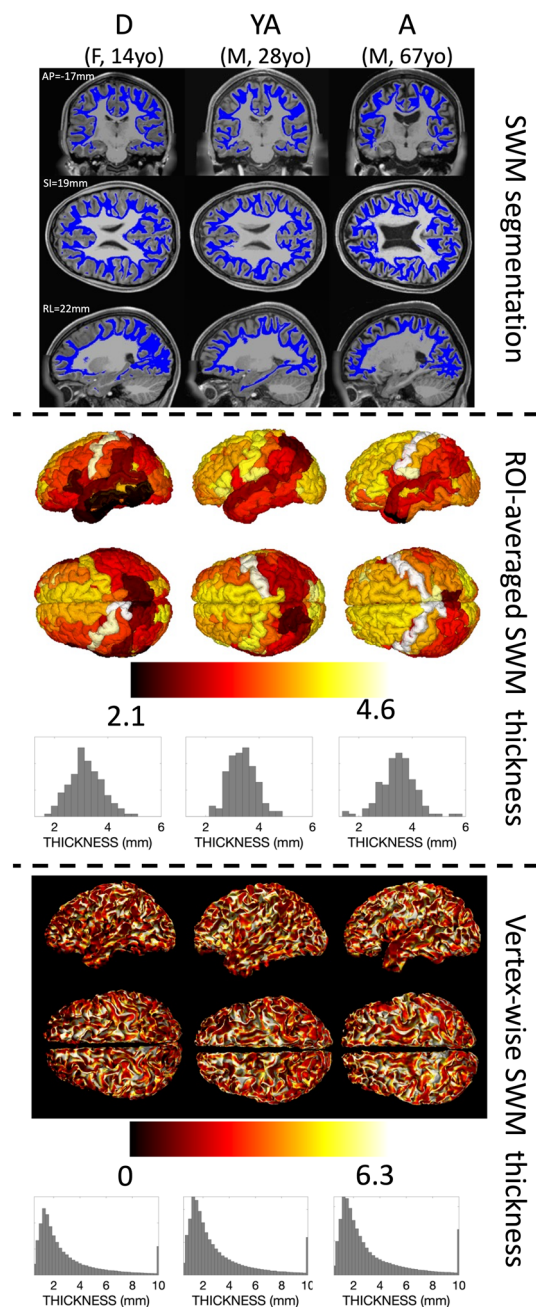 D YA A
(F, 14yo) (M, 28yo) (M, 67yo)
AP=-17mm
SI=19mm
RL=22mm
SWM segmentation
2.1 4.6
ROI-averaged SWM thickness
2 4 6 2 4 6 2 4 6
THICKNESS (mm) THICKNESS (mm) THICKNESS (mm)
Vertex-wise SWM thickness
0 6.3
2 4 6 8 10 2 4 6 8 10 2 4 6 8 10
THICKNESS (mm) THICKNESS (mm) THICKNESS (mm)